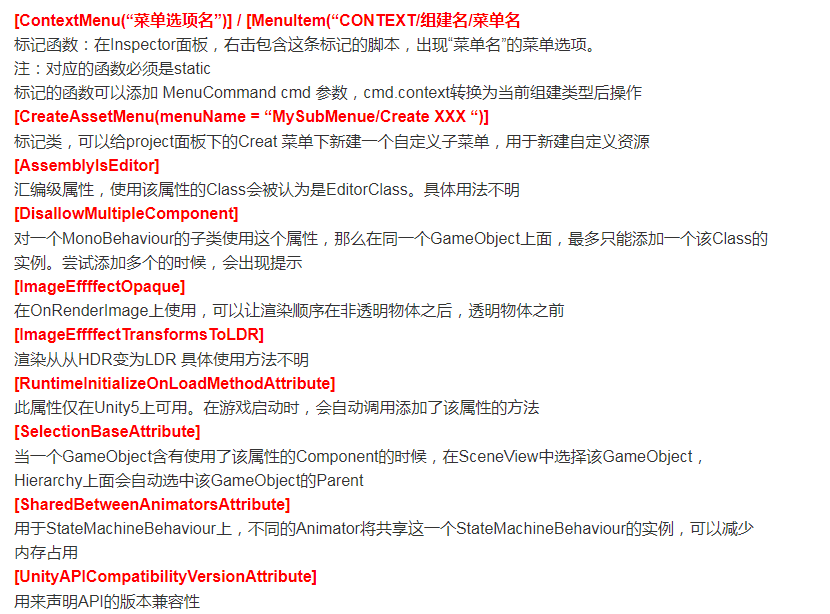 [ContextMenu(“菜单选项名”)] / [MenuItem(“CONTEXT/组建名/菜单名
标记函数：在Inspector面板，右击包含这条标记的脚本，出现“菜单名”的菜单选项。
注：对应的函数必须是static
标记的函数可以添加 MenuCommand cmd 参数，cmd.context转换为当前组建类型后操作
[CreateAssetMenu(menuName = “MySubMenue/Create XXX “)]
标记类，可以给project面板下的Creat 菜单下新建一个自定义子菜单，用于新建自定义资源
[AssemblyIsEditor]
汇编级属性，使用该属性的Class会被认为是EditorClass。具体用法不明
[DisallowMultipleComponent]
对一个MonoBehaviour的子类使用这个属性，那么在同一个GameObject上面，最多只能添加一个该Class的
实例。尝试添加多个的时候，会出现提示
[ImageEffffectOpaque]
在OnRenderImage上使用，可以让渲染顺序在非透明物体之后，透明物体之前
[ImageEffffectTransformsToLDR]
渲染从从HDR变为LDR 具体使用方法不明
[RuntimeInitializeOnLoadMethodAttribute]
此属性仅在Unity5上可用。在游戏启动时，会自动调用添加了该属性的方法
[SelectionBaseAttribute]
当一个GameObject含有使用了该属性的Component的时候，在SceneView中选择该GameObject，
Hierarchy上面会自动选中该GameObject的Parent
[SharedBetweenAnimatorsAttribute]
用于StateMachineBehaviour上，不同的Animator将共享这一个StateMachineBehaviour的实例，可以减少
内存占用
[UnityAPICompatibilityVersionAttribute]
用来声明API的版本兼容性